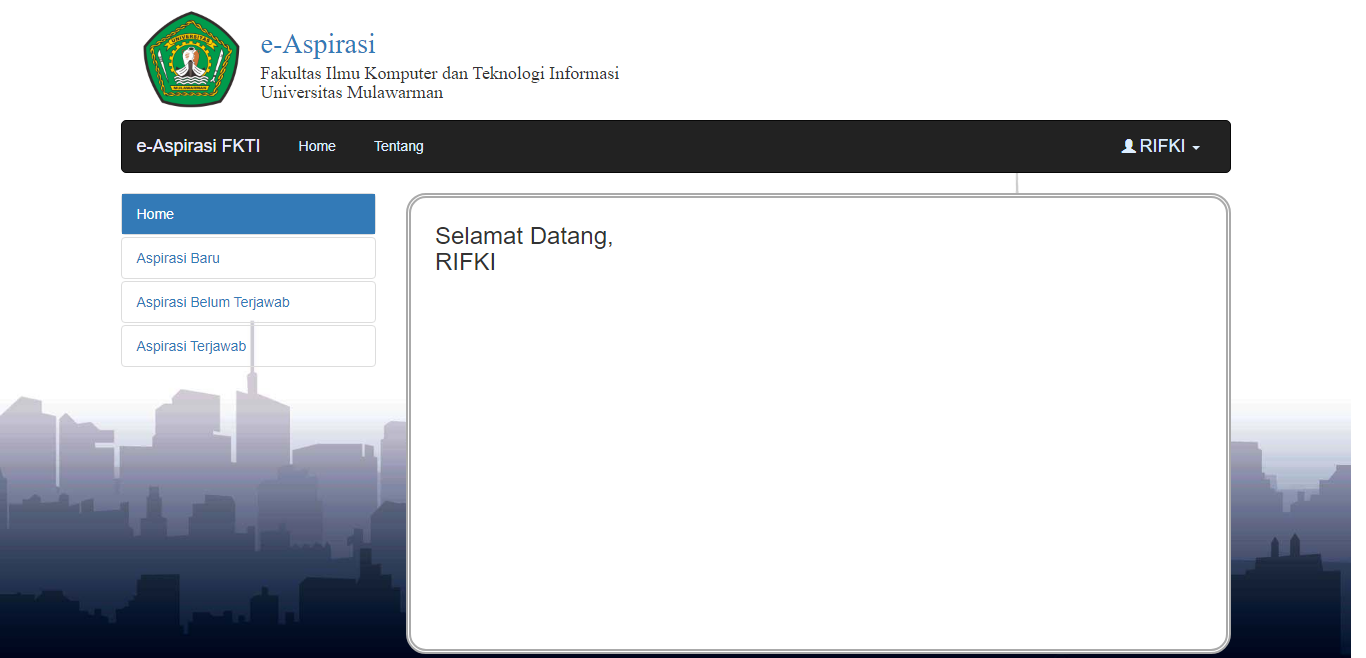 UNIVERSITAS
e-Aspirasi
Fakultas Ilmu Komputer dan Teknologi Informasi
Universitas Mulawarman
e-Aspirasi FKTI
Home
Tentang
RIFKI
Home
Aspirasi Baru
Aspirasi Belum Terjawab
Aspirasi Terjawab
Selamat Datang,
RIFKI